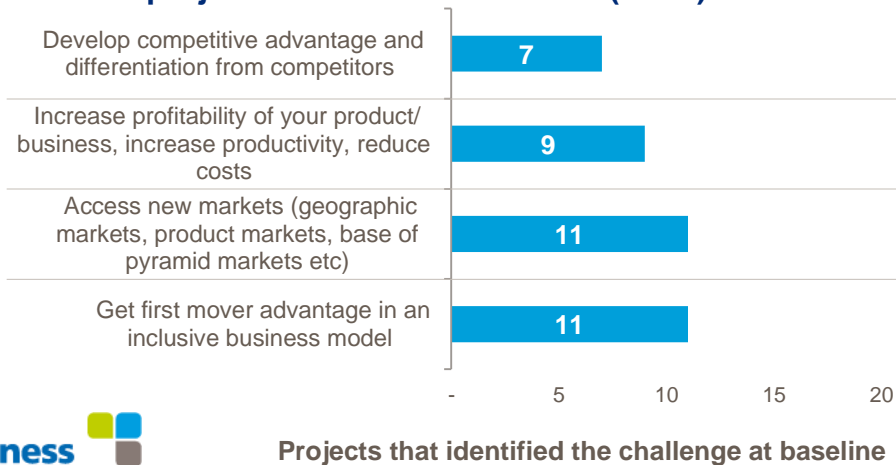 Develop competitive advantage and
differentiation from competitors
7
Increase profitability of your product/
business, increase productivity, reduce
costs
9
Access new markets (geographic
markets, product markets, base of
pyramid markets etc)
11
Get first mover advantage in an
inclusive business model
11
- 5 10 15 20
ness
Projects that identified the challenge at baseline